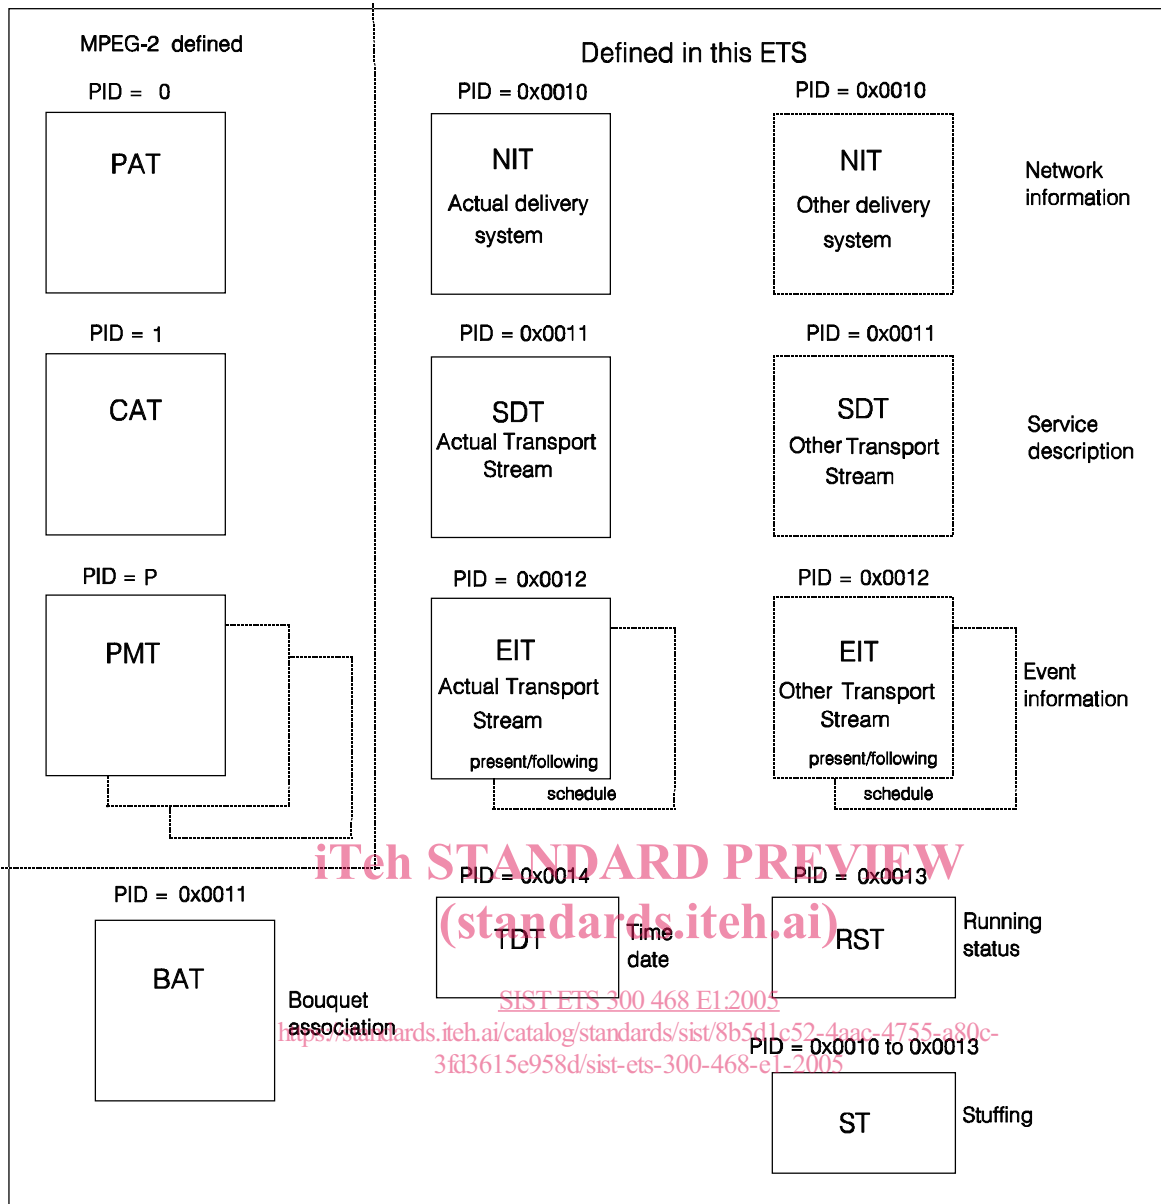 MPEG-2 defined
Defined in this ETS
PID = 0
PID = 0x0010
PID = 0x0010
PAT
NIT
Actual delivery
system
NIT
Other delivery
system
Network
information
PID = 1
PID = 0x0011
PID = 0x0011
CAT
SDT
Actual Transport
Stream
SDT
Other Transport
Stream
Service
description
PID = P
PID = 0x0012
PID = 0x0012
PMT
EIT
Actual Transport
Stream
present/following
schedule
EIT
Other Transport
Stream
present/following
schedule
Event
information
iTeh STANDARD PREVIEW
(standards.iteh.ai)
PID = 0x0011
PID = 0x0014
PID = 0x0013
BAT
Bouquet
association
TDT
Time
date
RST
Running
status
SIST ETS 300 468 E1:2005
https://standards.iteh.ai/catalog/standards/sist/8b5d1c52-4aac-4755-a80c-
3fd3615e958d/sist-ets-300-468-e1-2005
PID = 0x0010 to 0x0013
ST
Stuffing